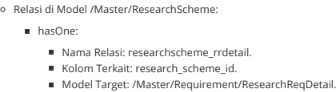 Relasi di Model /Master/ResearchScheme:
hasOne:
Nama Relasi: researchscheme_rrdetail.
Kolom Terkait: research_scheme_id.
Model Target: /Master/Requirement/ResearchReqDetail.